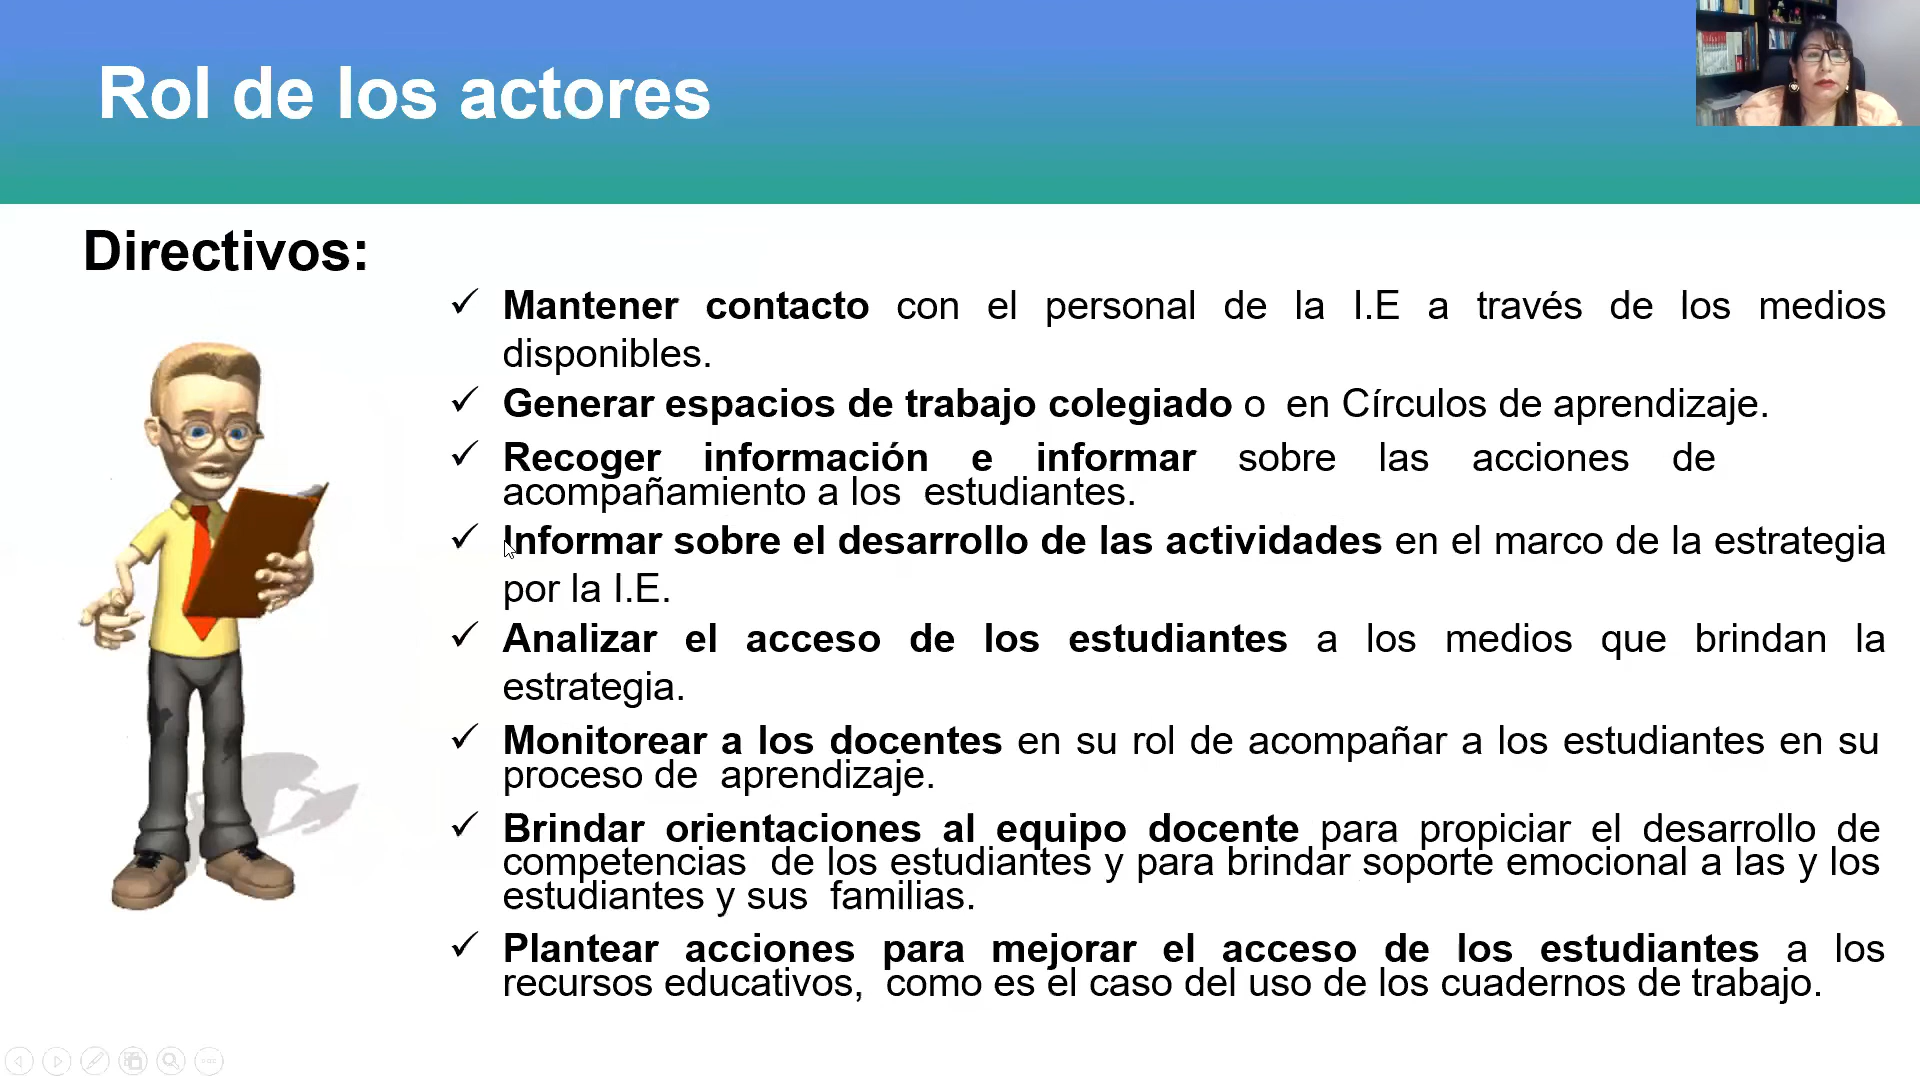 Rol de los actores
Directivos:
✓ Mantener contacto con el personal de la I.E a través de los medios
disponibles.
✓ Generar espacios de trabajo colegiado o en Círculos de aprendizaje.
✓ Recoger información e informar sobre las acciones de
acompañamiento a los estudiantes.
✓ Informar sobre el desarrollo de las actividades en el marco de la estrategia
por la I.E.
✓ Analizar el acceso de los estudiantes a los medios que brindan la
estrategia.
✓ Monitorear a los docentes en su rol de acompañar a los estudiantes en su
proceso de aprendizaje.
✓ Brindar orientaciones al equipo docente para propiciar el desarrollo de
competencias de los estudiantes y para brindar soporte emocional a las y los
estudiantes y sus familias.
✓ Plantear acciones para mejorar el acceso de los estudiantes a los
recursos educativos, como es el caso del uso de los cuadernos de trabajo.